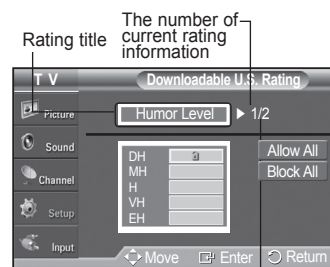 The number of
current rating
information
Rating title
T V
Downloadable U.S. Rating
Picture
Humor Level ▶ 1/2
Sound
DH
Allow All
MH
Block All
Channel
H
VH
Setup
EH
Input
Move Enter Return